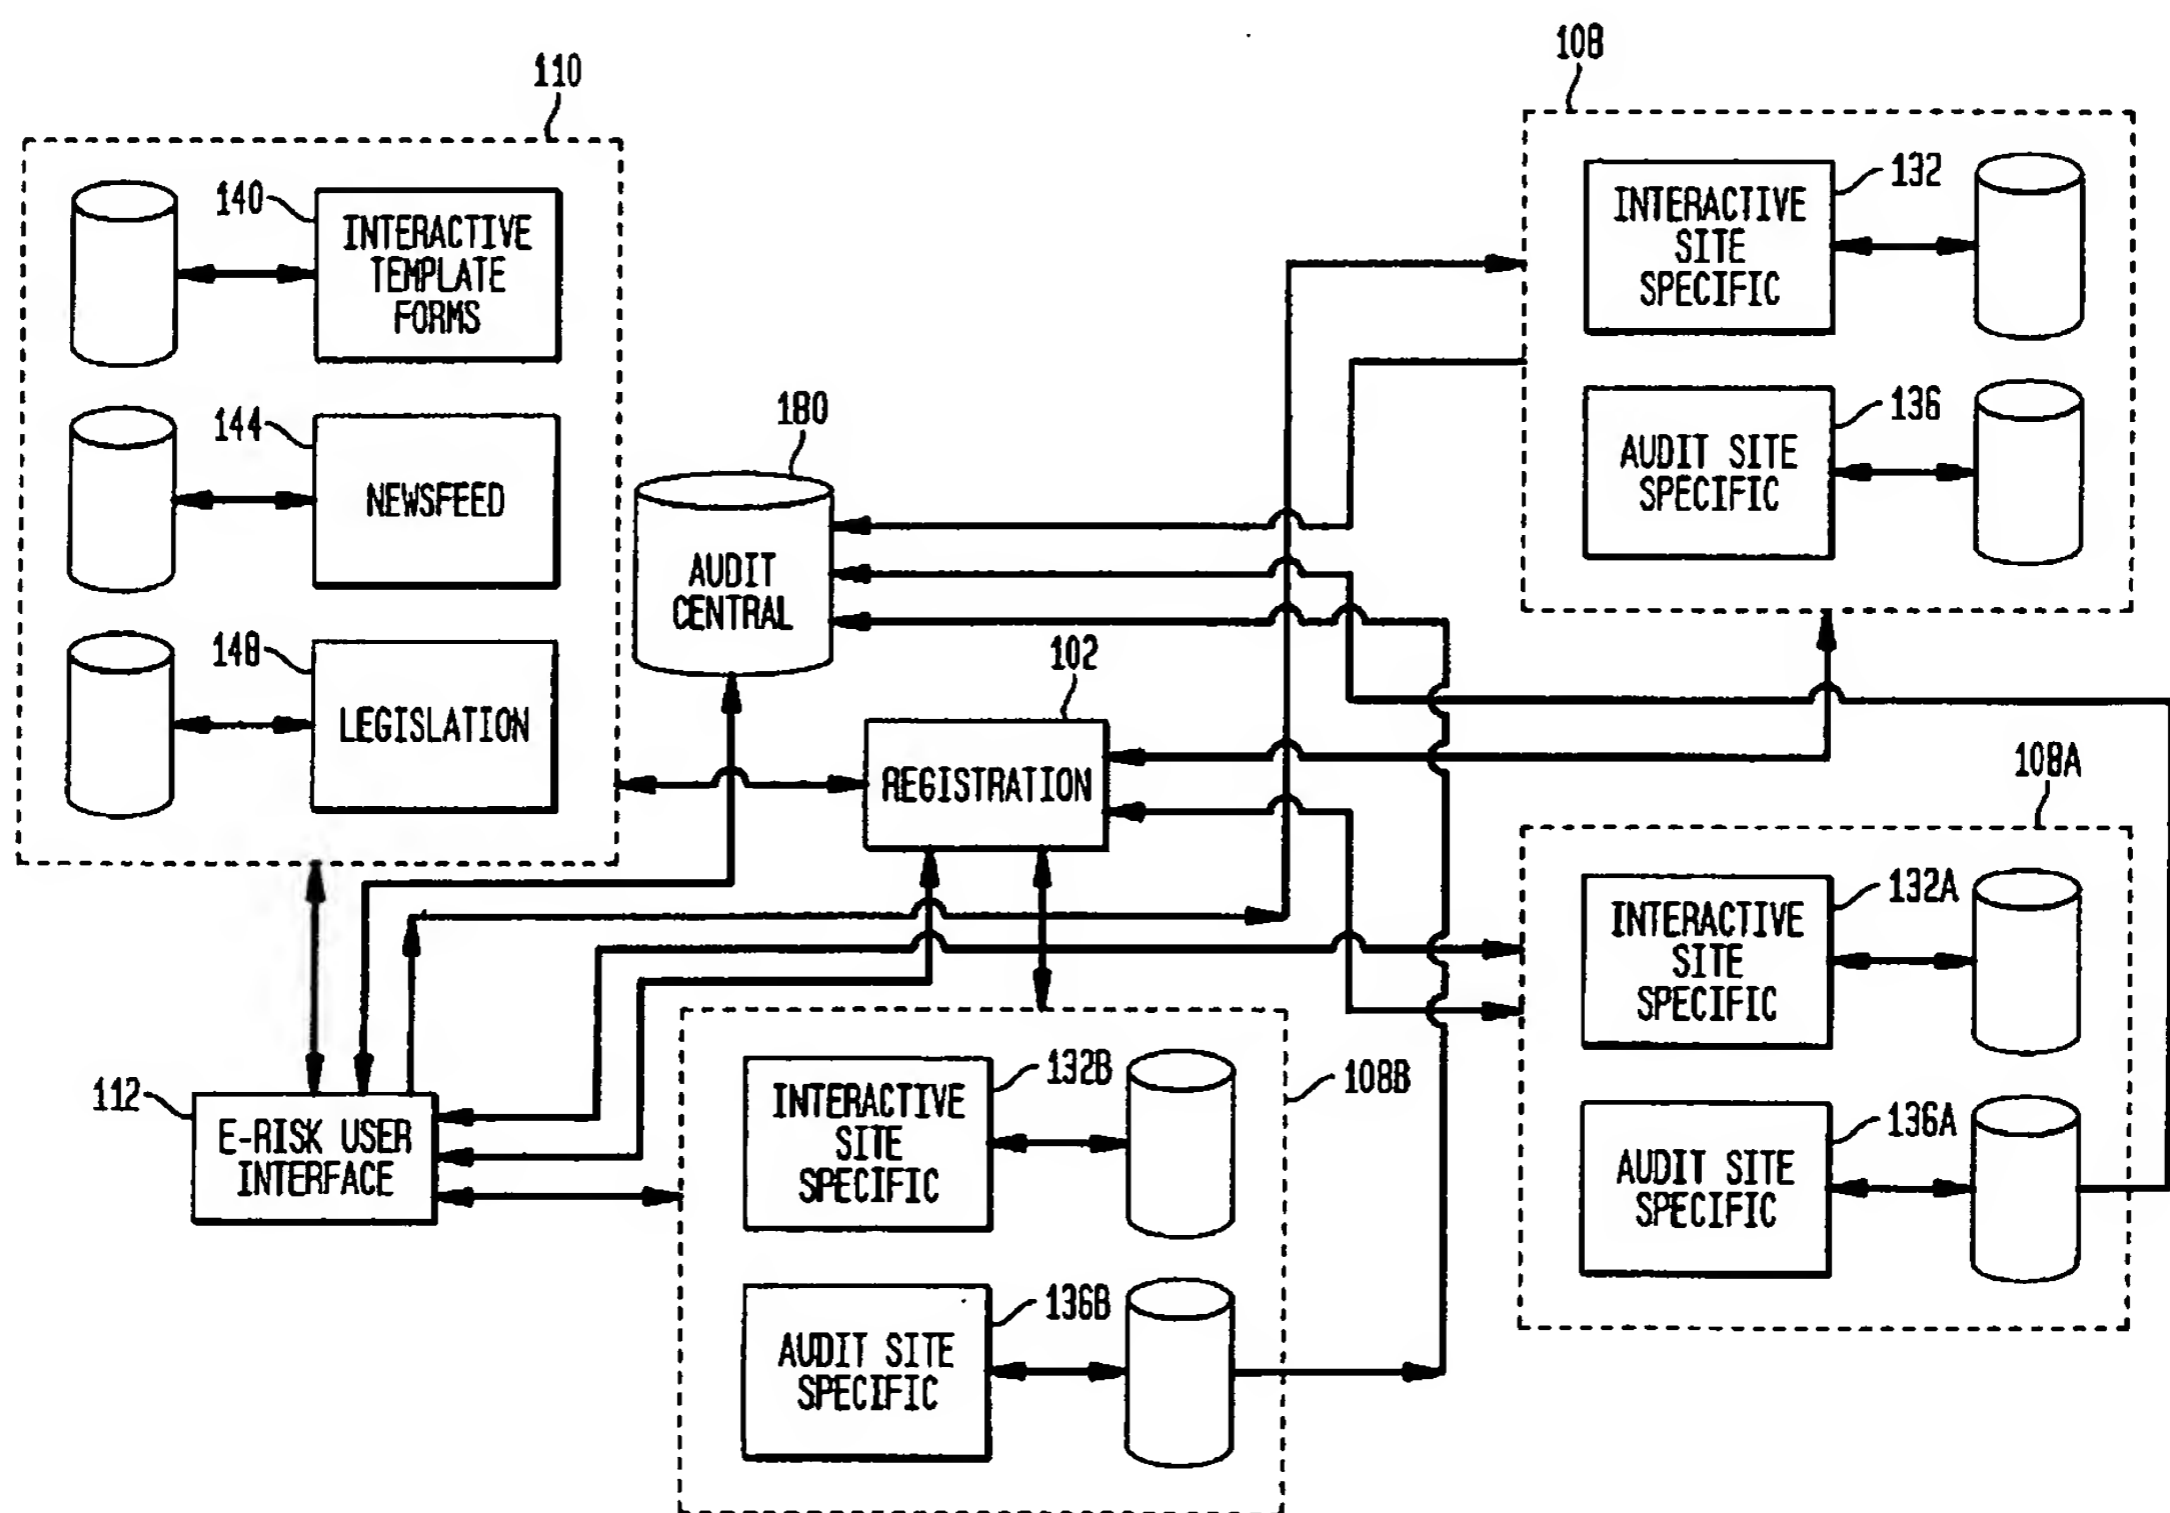 110
140
INTERACTIVE
TEMPLATE
FORMS
144
NEWSFEED
148
LEGISLATION
180
AUDIT
CENTRAL
102
REGISTRATION
112
E-RISK USER
INTERFACE
108
132
INTERACTIVE
SITE
SPECIFIC
136
AUDIT SITE
SPECIFIC
108A
132A
INTERACTIVE
SITE
SPECIFIC
136A
AUDIT SITE
SPECIFIC
108B
132B
INTERACTIVE
SITE
SPECIFIC
136B
AUDIT SITE
SPECIFIC